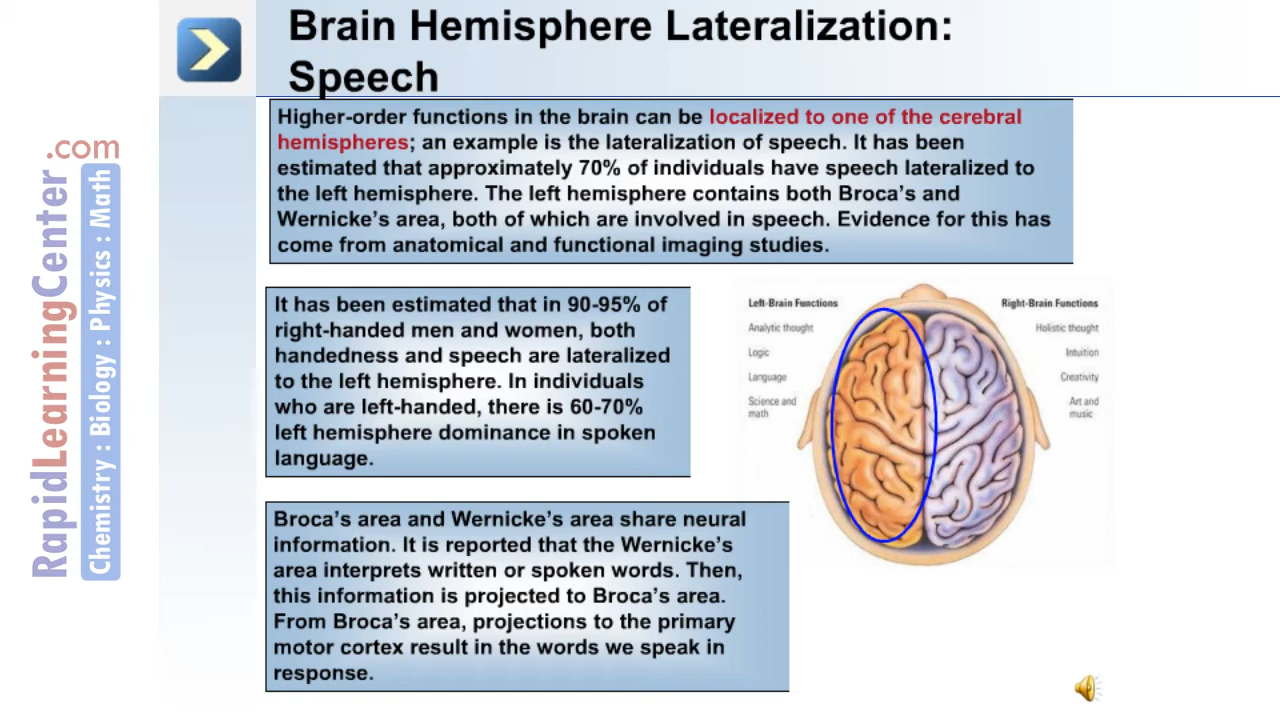 Brain Hemisphere Lateralization:
Speech
Higher-order functions in the brain can be localized to one of the cerebral
hemispheres; an example is the lateralization of speech. It has been
estimated that approximately 70% of individuals have speech lateralized to
the left hemisphere. The left hemisphere contains both Broca's and
Wernicke's area, both of which are involved in speech. Evidence for this has
come from anatomical and functional imaging studies.
It has been estimated that in 90-95% of
right-handed men and women, both
handedness and speech are lateralized
to the left hemisphere. In individuals
who are left-handed, there is 60-70%
left hemisphere dominance in spoken
language.
Left-Brain Functions
Analytic thought
Logic
Language
Science and
math
Right-Brain Functions
Holistic thought
Intuition
Creativity
Art and
music
Broca's area and Wernicke's area share neural
information. It is reported that the Wernicke's
area interprets written or spoken words. Then,
this information is projected to Broca's area.
From Broca's area, projections to the primary
motor cortex result in the words we speak in
response.
RapidLearningCenter.com
Chemistry : Biology : Physics : Math